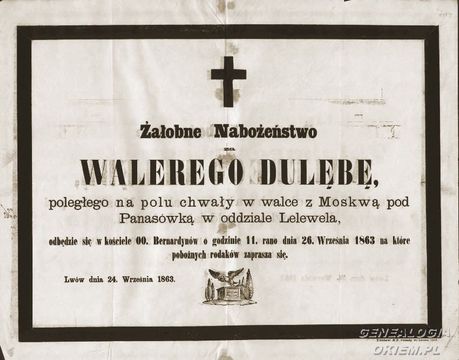 Żałobne Nabożeństwo
za
WALEREGO DULĘBĘ,
poległego na polu chwały w walce z Moskwą pod
Panasówką w oddziale Lelewela,
odbędzie się w kościele OO. Bernardynów o godzinie 11. rano dnia 26. Września 1863 na które
pobożnych rodaków zaprasza się.
Lwów dnia 24. Września 1863.
GENEALOGIA
OKIEM.PL